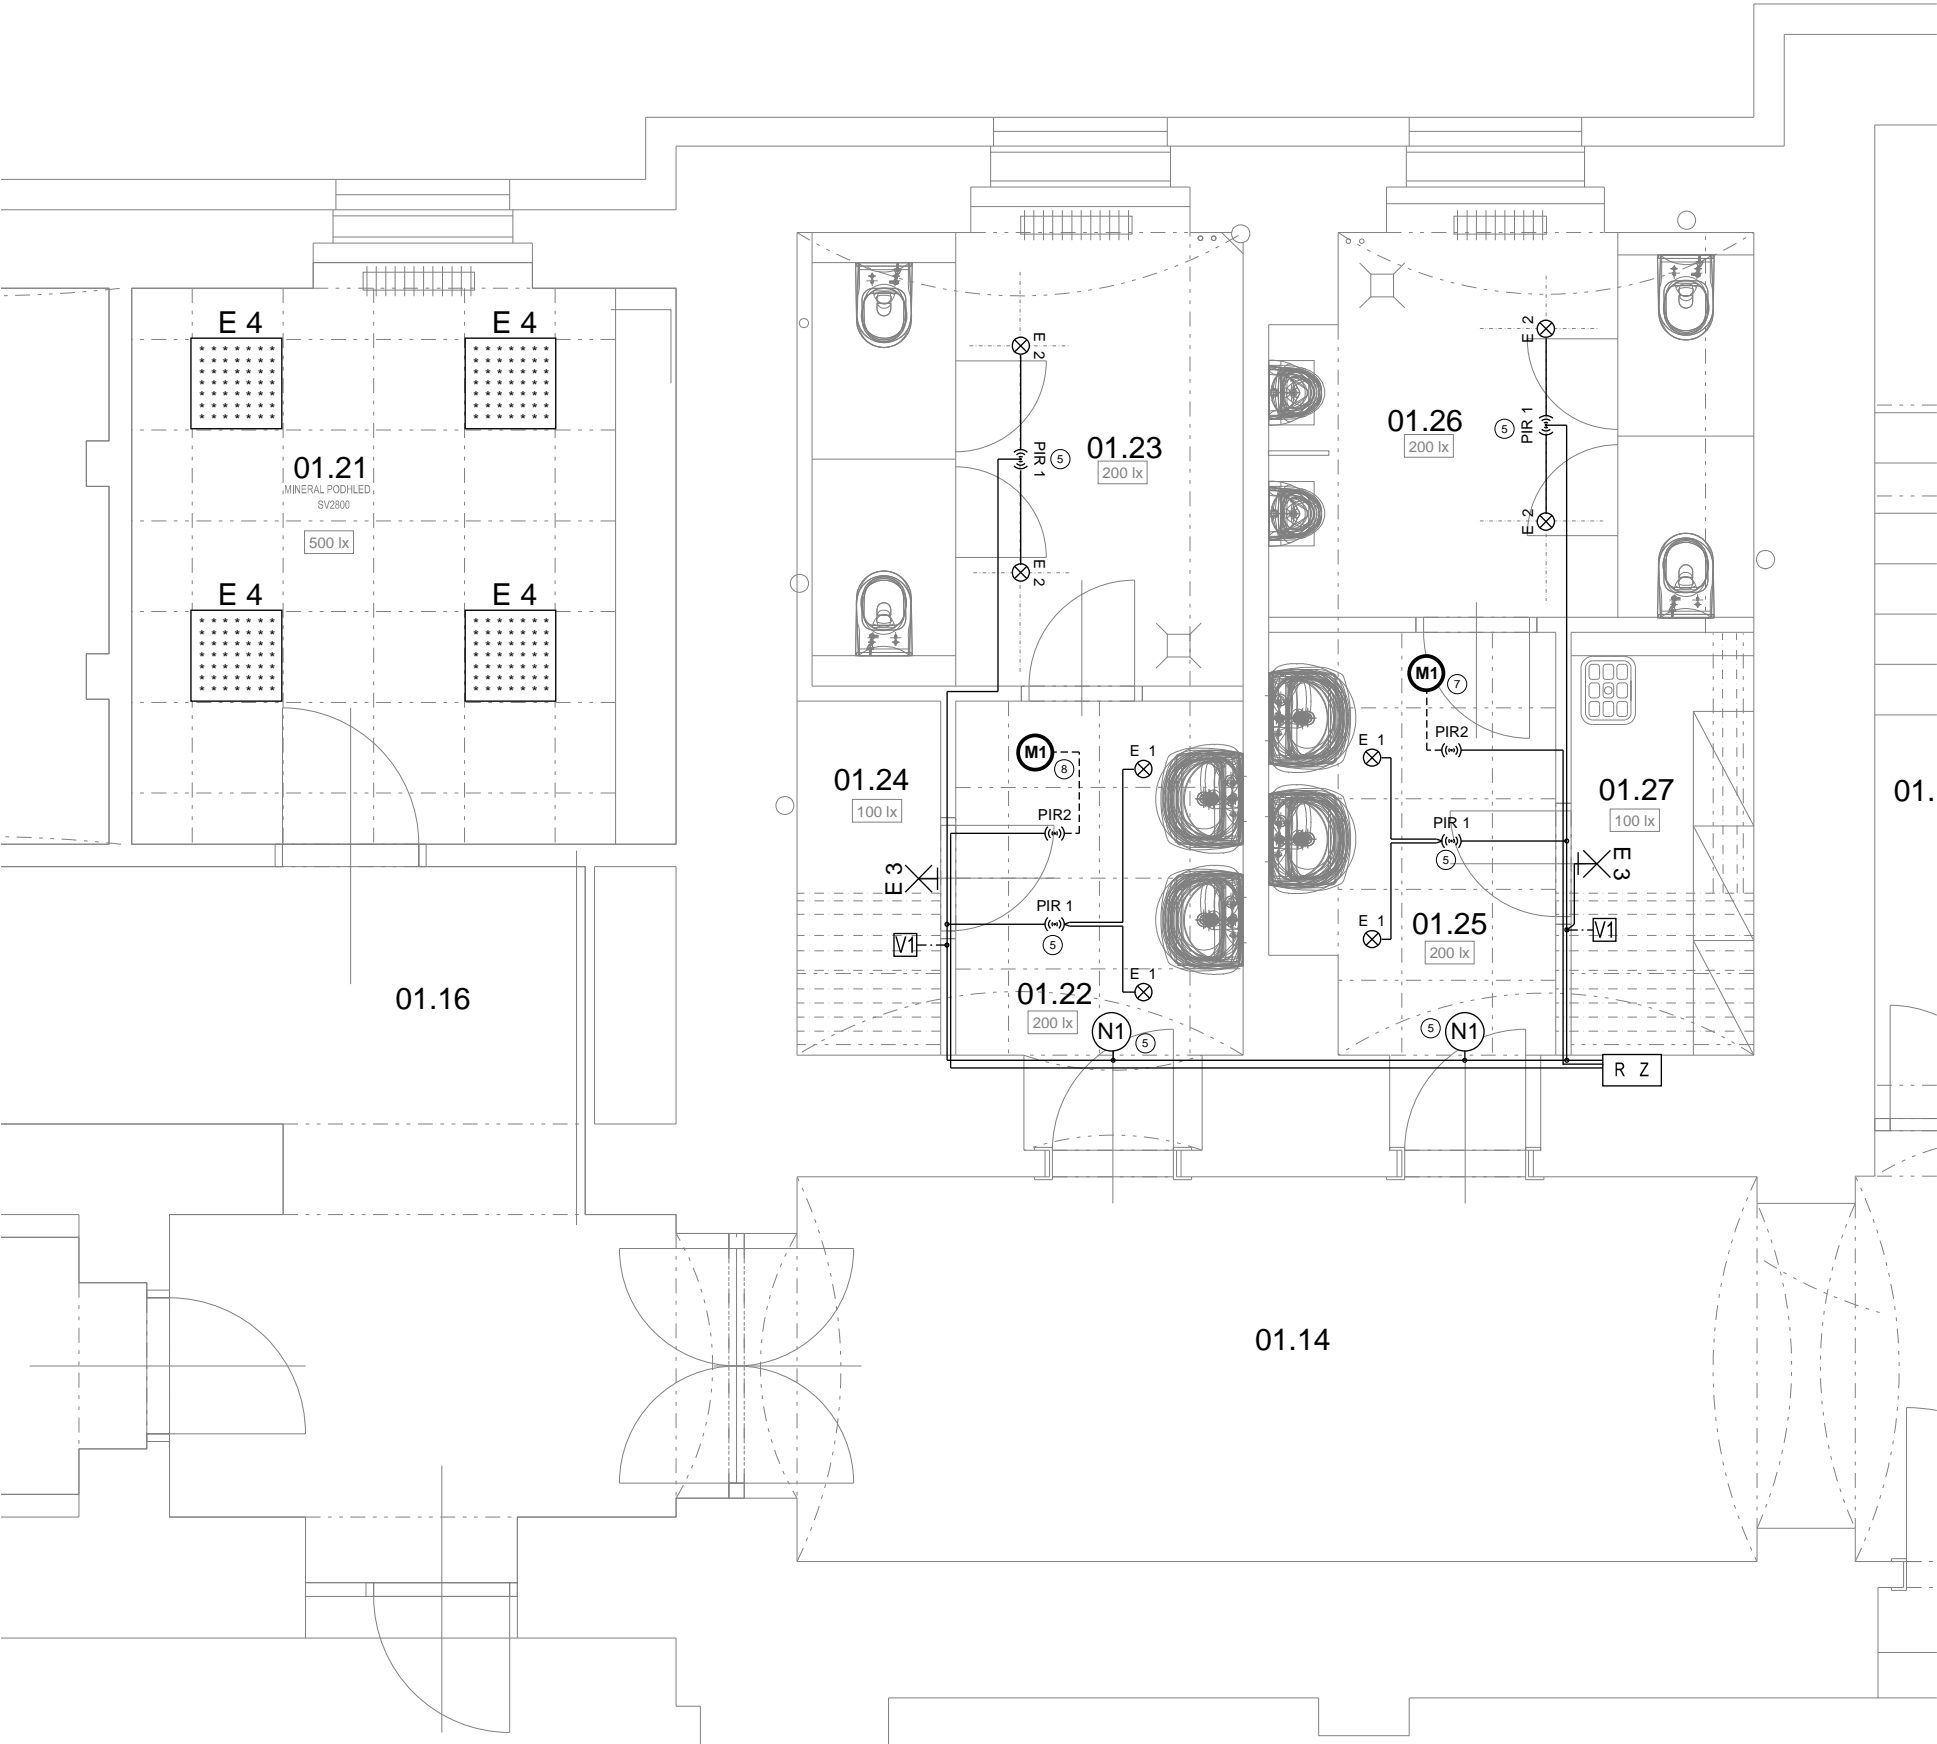 E 4
E 4
01.21
MINERAL PODHLED
SV2800
500 lx
E 4
E 4
01.16
E 2
PIR 1
5
01.23
200 lx
E 2
E 2
01.26
200 lx
5
PIR 1
E 2
01.24
100 lx
M1
8
E 1
PIR2
E 3
PIR 1
5
V1
E 1
01.22
200 lx
N1
5
M1
7
PIR2
E 1
01.27
100 lx
PIR 1
5
E 3
E 1
01.25
200 lx
V1
5
N1
R Z
01.
01.14